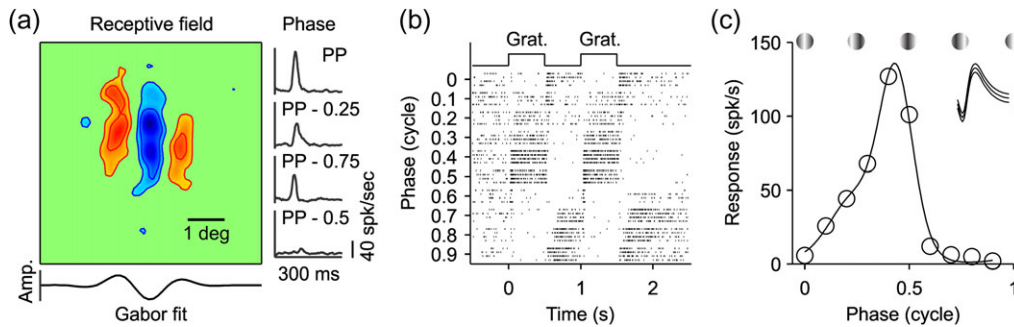 (a)
Receptive field
Phase
PP
PP - 0.25
PP - 0.75
PP - 0.5
1 deg
40 spk/sec
300 ms
Amp.
Gabor fit
(b)
Grat. Grat.
Phase (cycle)
0
0.1
0.2
0.3
0.4
0.5
0.6
0.7
0.8
0.9
0 1 2
Time (s)
(c)
Response (spk/s)
150
100
50
0
0 0.5 1
Phase (cycle)